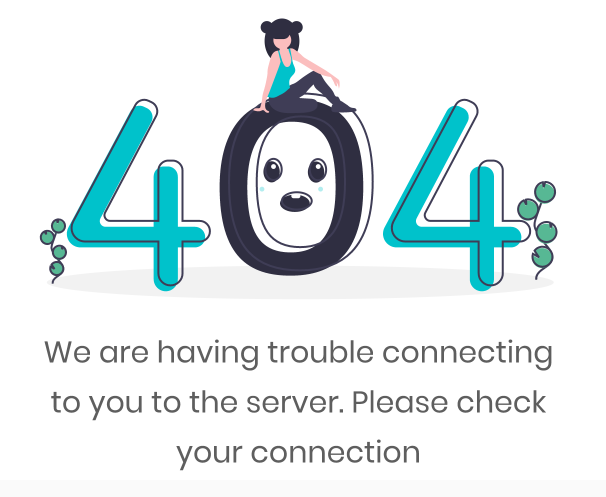 404
We are having trouble connecting
to you to the server. Please check
your connection